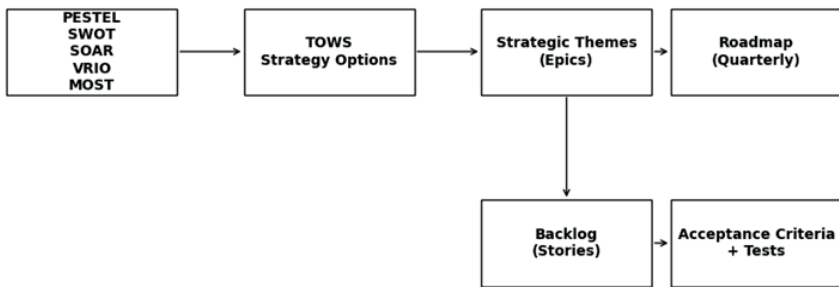 PESTEL
SWOT
SOAR
VRIO
MOST
TOWS
Strategy Options
Strategic Themes
(Epics)
Roadmap
(Quarterly)
Backlog
(Stories)
Acceptance Criteria
+ Tests